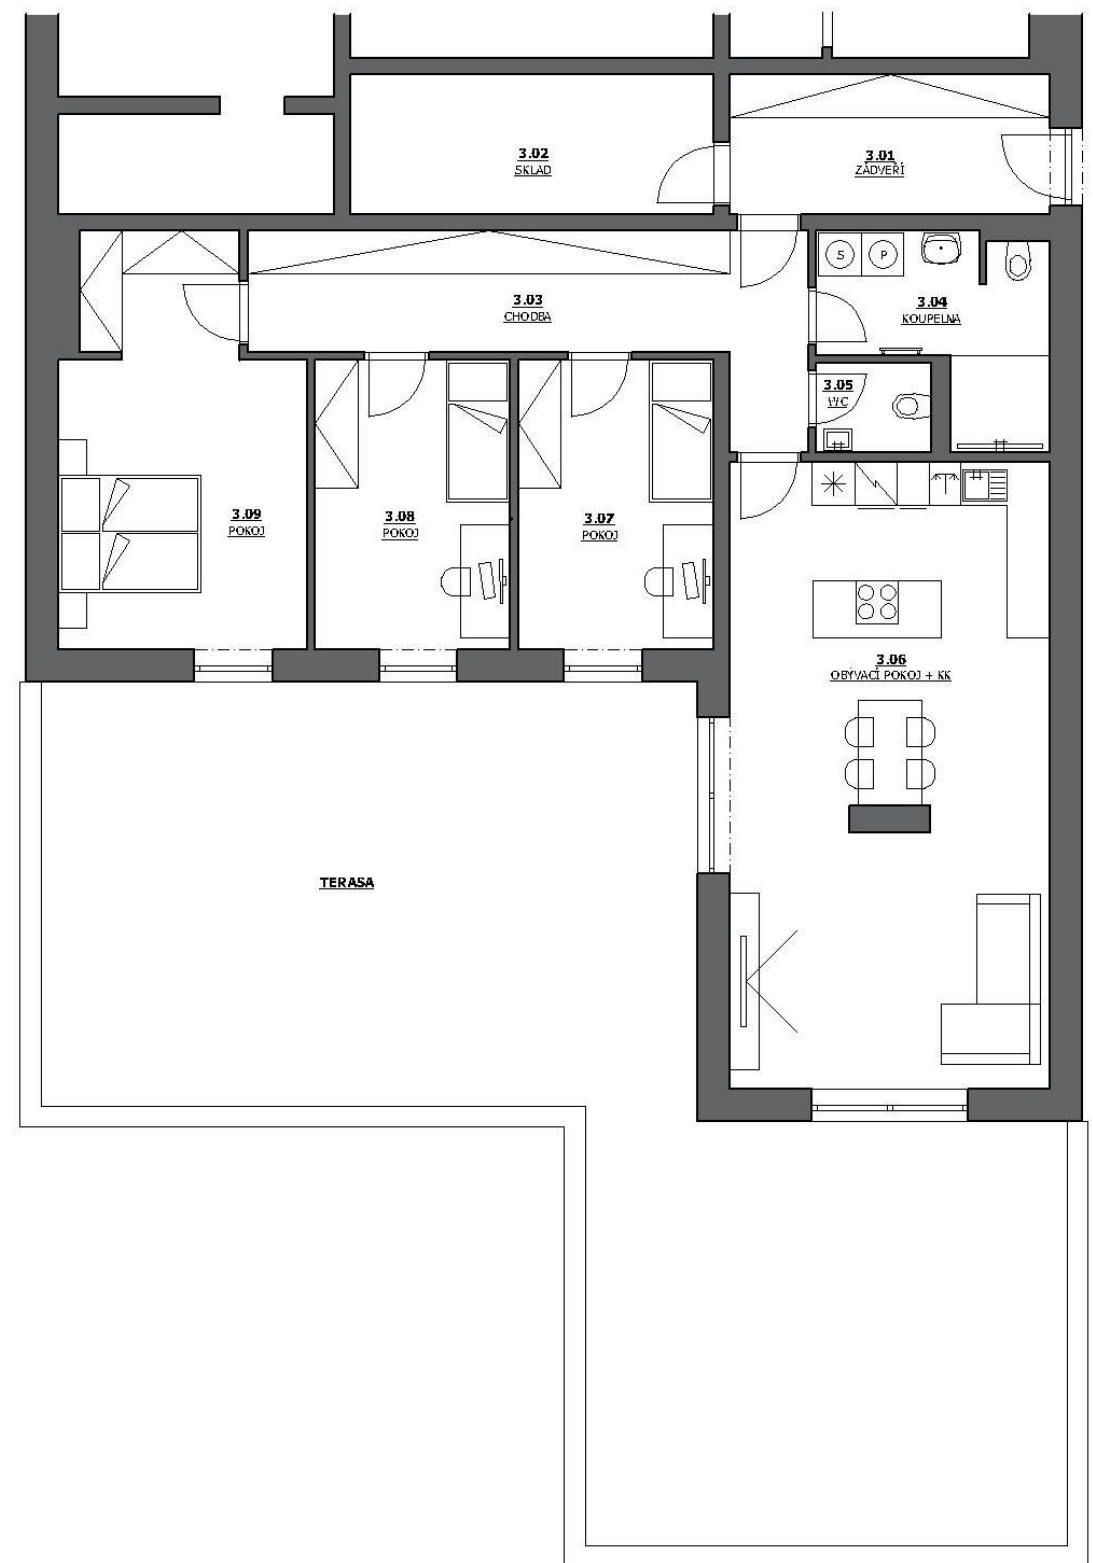 3.02
SKLAD
3.01
ZÁDVEŘÍ
S
P
3.03
CHODBA
3.04
KOUPELNA
3.05
WC
3.09
POKOJ
3.08
POKOJ
3.07
POKOJ
3.06
OBÝVACÍ POKOJ + KK
TERASA